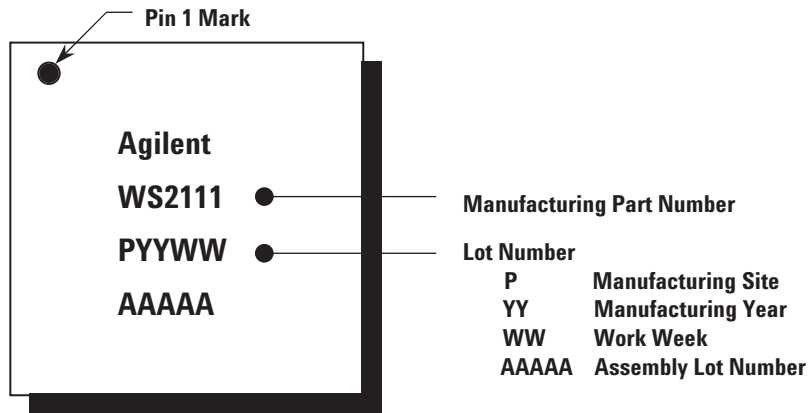 Pin 1 Mark
Agilent
WS2111
PYYWW
AAAAA
Manufacturing Part Number
Lot Number
P Manufacturing Site
YY Manufacturing Year
WW Work Week
AAAAA Assembly Lot Number